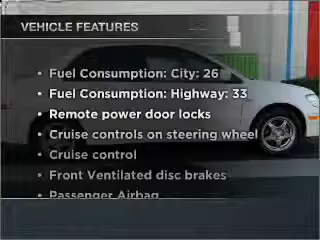 VEHICLE FEATURES
• Fuel Consumption: City: 26
• Fuel Consumption: Highway: 33
• Remote power door locks
• Cruise controls on steering wheel
• Cruise control
• Front Ventilated disc brakes
• Passenger Airbag